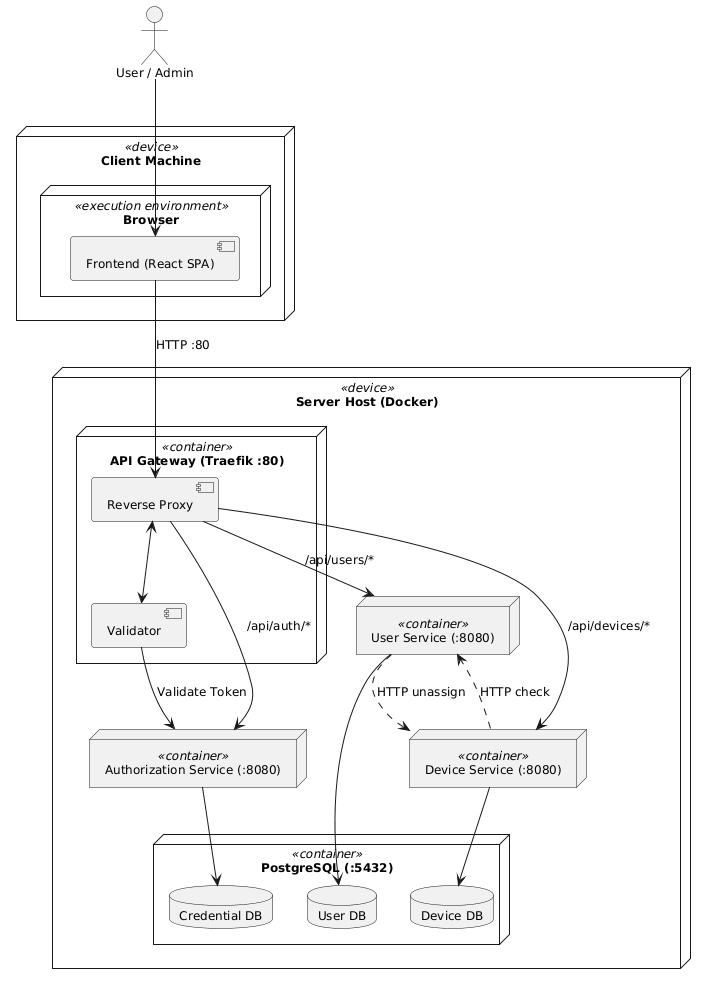 User / Admin
«device»
Client Machine
«execution environment»
Browser
Frontend (React SPA)
HTTP :80
«device»
Server Host (Docker)
«container»
API Gateway (Traefik :80)
Reverse Proxy
/api/users/*
Validator
/api/auth/*
«container»
User Service (:8080)
/api/devices/*
Validate Token
HTTP unassign
HTTP check
«container»
Authorization Service (:8080)
«container»
Device Service (:8080)
«container»
PostgreSQL (:5432)
Credential DB
User DB
Device DB